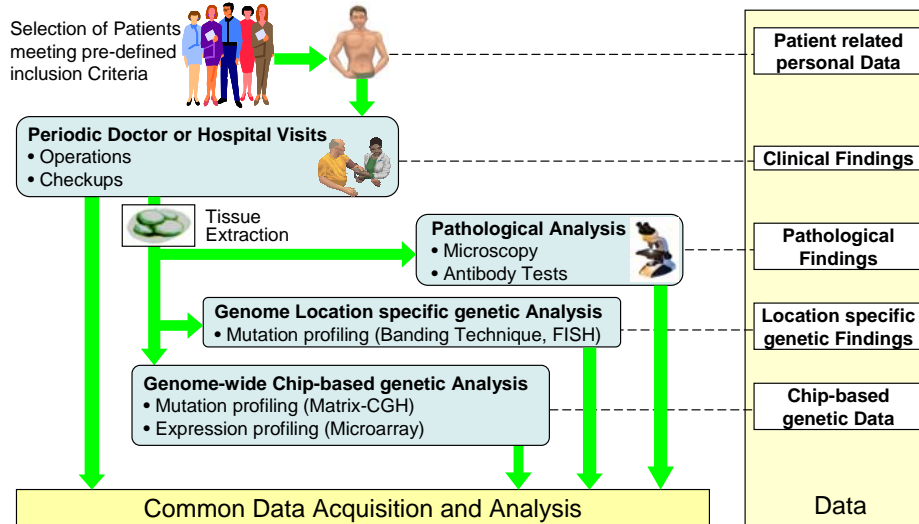 Selection of Patients
meeting pre-defined
inclusion Criteria
Patient related
personal Data
Periodic Doctor or Hospital Visits
• Operations
• Checkups
Clinical Findings
Tissue
Extraction
Pathological Analysis
• Microscopy
• Antibody Tests
Pathological
Findings
Genome Location specific genetic Analysis
• Mutation profiling (Banding Technique, FISH)
Location specific
genetic Findings
Genome-wide Chip-based genetic Analysis
• Mutation profiling (Matrix-CGH)
• Expression profiling (Microarray)
Chip-based
genetic Data
Common Data Acquisition and Analysis
Data